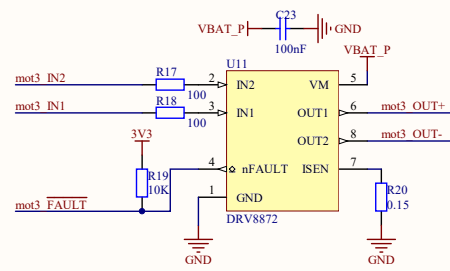 C23
VBAT_P
GND
100nF
VBAT_P
U11
mot3_IN2
R17
100
2
IN2
VM
5
mot3_IN1
R18
100
3
IN1
OUT1
6
mot3_OUT+
OUT2
8
mot3_OUT-
3V3
4
nFAULT
ISEN
7
R19
10K
1
GND
R20
0.15
mot3_FAULT
DRV8872
GND
GND